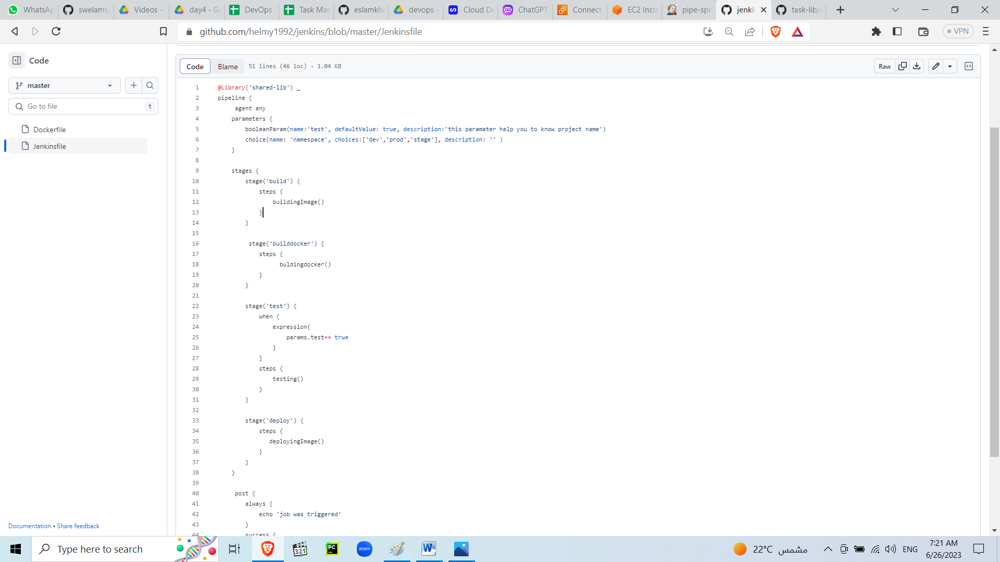 WhatsAp
swelams/
Videos -
day4 - Go
DevOps
Task Man
eslamkha
devops -
Cloud De
ChatGPT
Connect
EC2 Insta
pipe-spri
jenki
task-lib/
github.com/helmy1992/jenkins/blob/master/Jenkinsfile
VPN
Code
master
Go to file
t
Dockerfile
Jenkinsfile
Documentation • Share feedback
Code
Blame
51 lines (46 loc) · 1.04 KB
Raw
1 @Library('shared-lib') _
2 pipeline {
3 agent any
4 parameters {
5 booleanParam(name:'test', defaultValue: true, description:'this paramater help you to know project name')
6 choice(name: 'namespace', choices:['dev','prod','stage'], description: '' )
7 }
8
9 stages {
10 stage('build') {
11 steps {
12 buildingImage()
13 }
14 }
15
16 stage('builddocker') {
17 steps {
18 buldingdocker()
19 }
20 }
21
22 stage('test') {
23 when {
24 expression{
25 params.test== true
26 }
27 }
28 steps {
29 testing()
30 }
31 }
32
33 stage('deploy') {
34 steps {
35 deployingImage()
36 }
37 }
38 }
39
40 post {
41 always {
42 echo 'job was triggered'
43 }
44 success {
Type here to search
321
PC
zoom
W
22°C مشمس
ENG
7:21 AM
6/26/2023